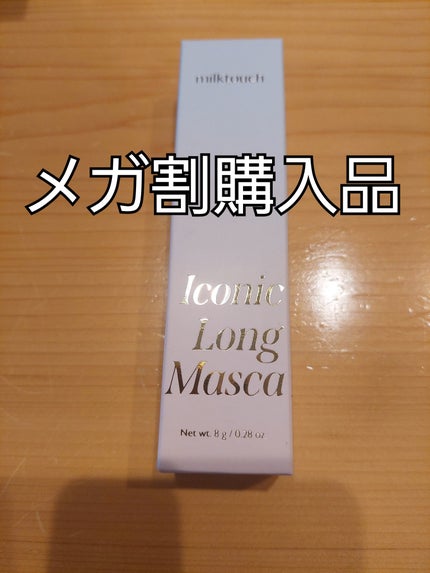 milktouch
メガ割購入品
Iconic
Long
Masca
Net wt. 8 g / 0.28 oz